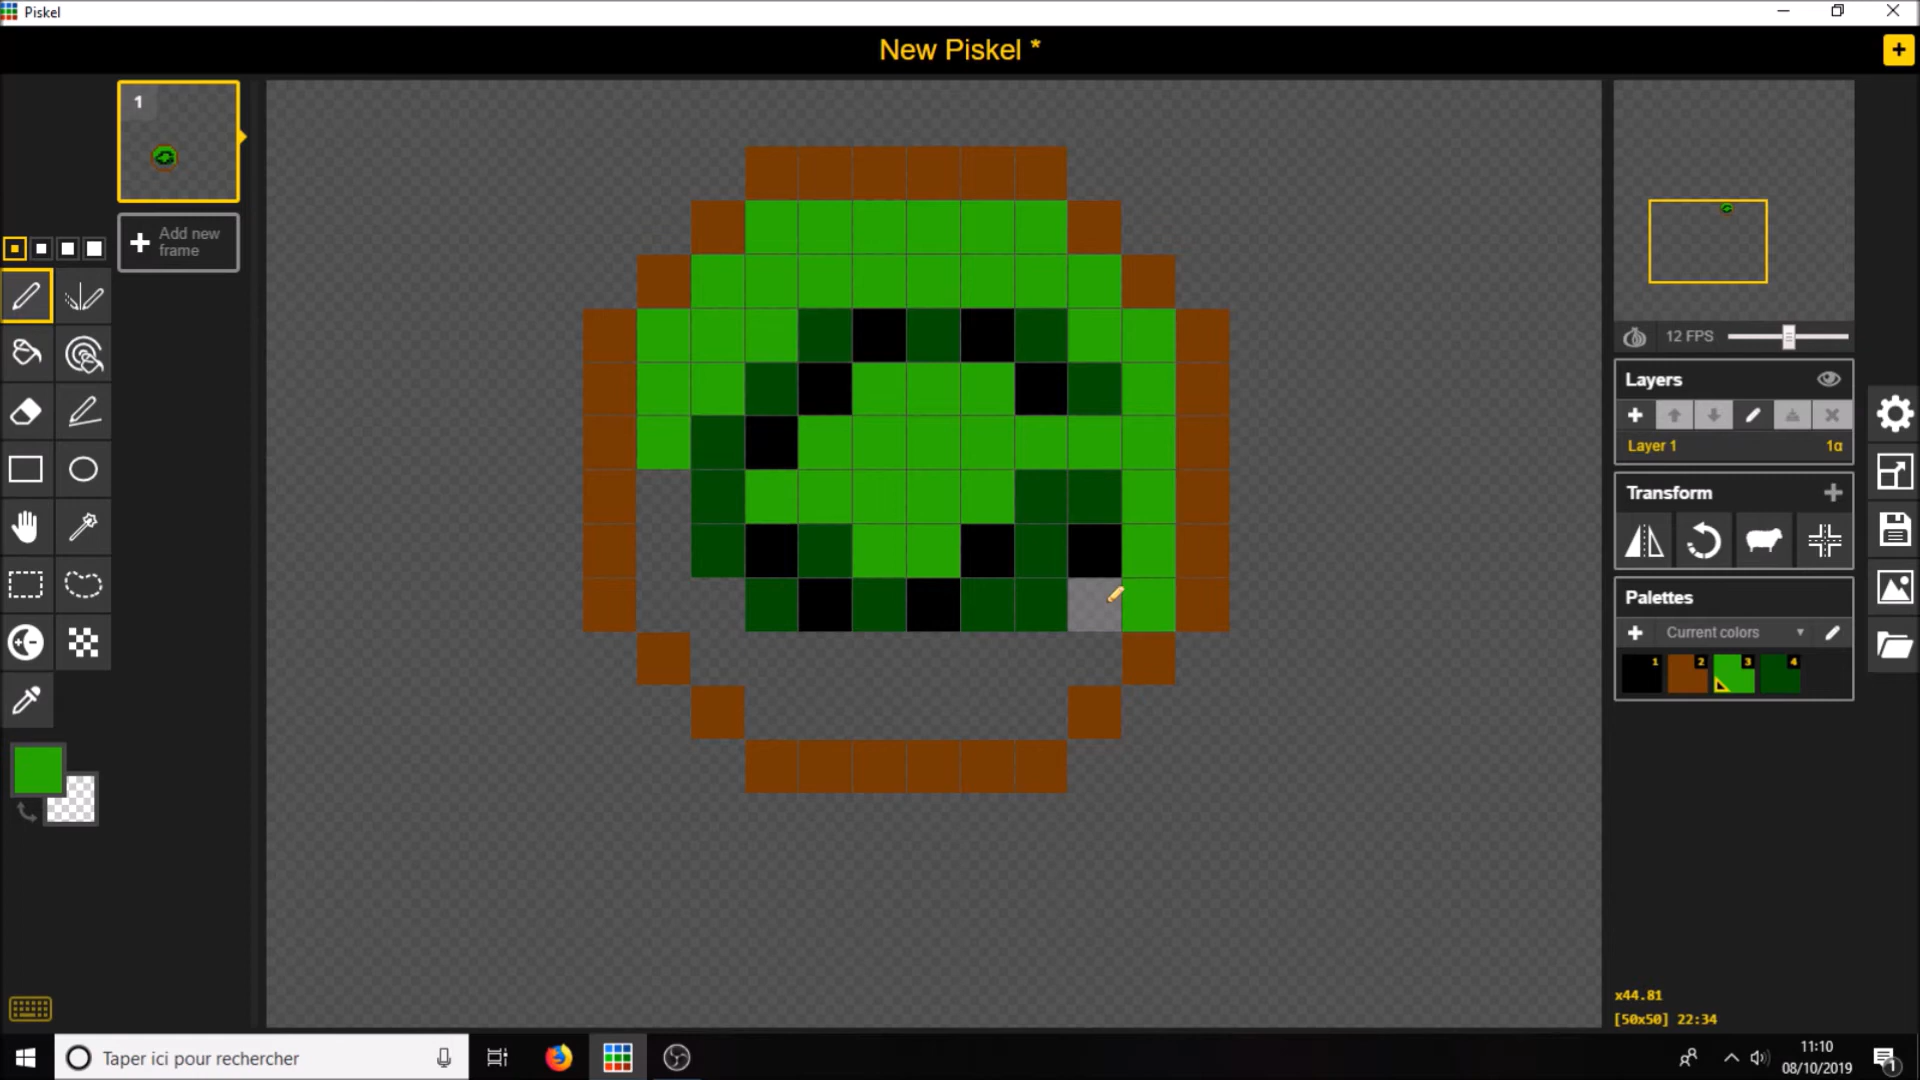 Piskel
New Piskel *
1
Add new
frame
12 FPS
Layers
Layer 1
1α
Transform
Palettes
Current colors
1 2 3 4
x44.81
[50x50] 22:34
Taper ici pour rechercher
11:10
08/10/2019
1